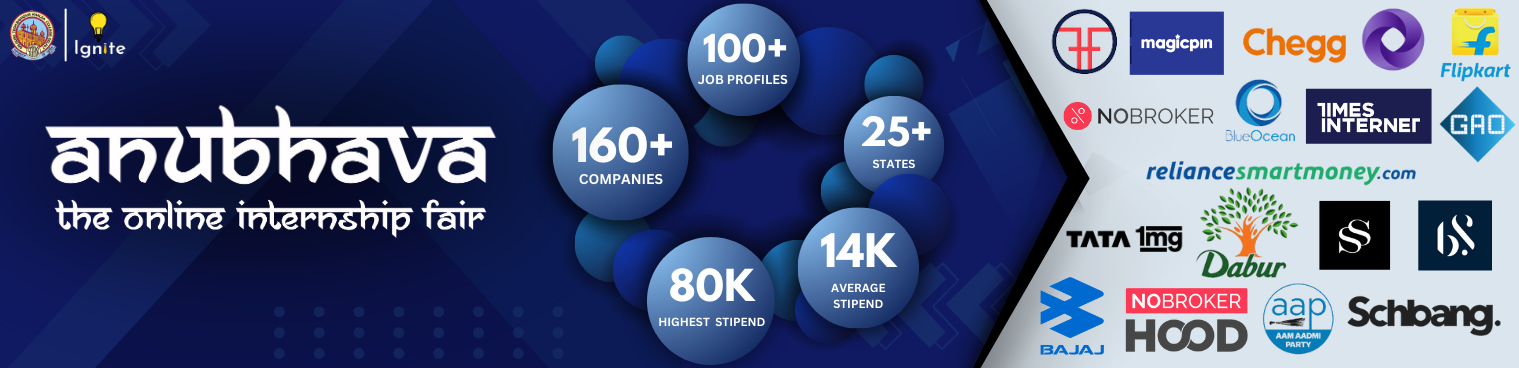 Ignite
anubhava
the online internship fair
100+
JOB PROFILES
160+
COMPANIES
25+
STATES
14K
AVERAGE
STIPEND
80K
HIGHEST STIPEND
magicpin
Chegg
Flipkart
NOBROKER
BlueOcean
TIMES
INTERNET
GAO
reliancesmartmoney.com
TATA 1mg
Dabur
BAJAJ
NOBROKER
HOOD
aap
AAM AADMI
PARTY
Schbang.